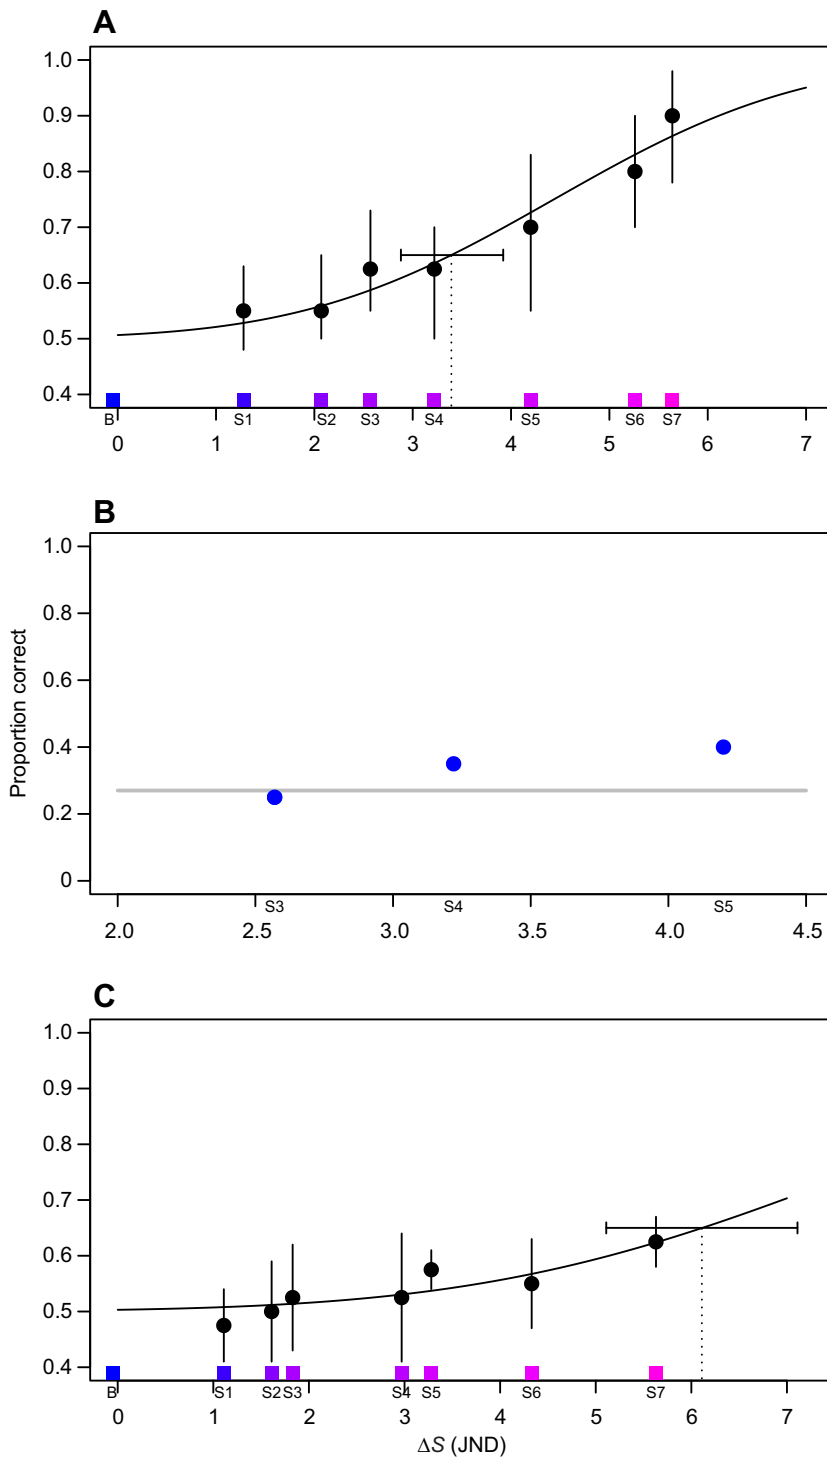 A
1.0
0.9
0.8
0.7
0.6
0.5
0.4
B S1 S2 S3 S4 S5 S6 S7
0 1 2 3 4 5 6 7
B
Proportion correct
1.0
0.8
0.6
0.4
0.2
0
S3 S4 S5
2.0 2.5 3.0 3.5 4.0 4.5
C
1.0
0.9
0.8
0.7
0.6
0.5
0.4
B S1 S2 S3 S4 S5 S6 S7
0 1 2 3 4 5 6 7
ΔS (JND)